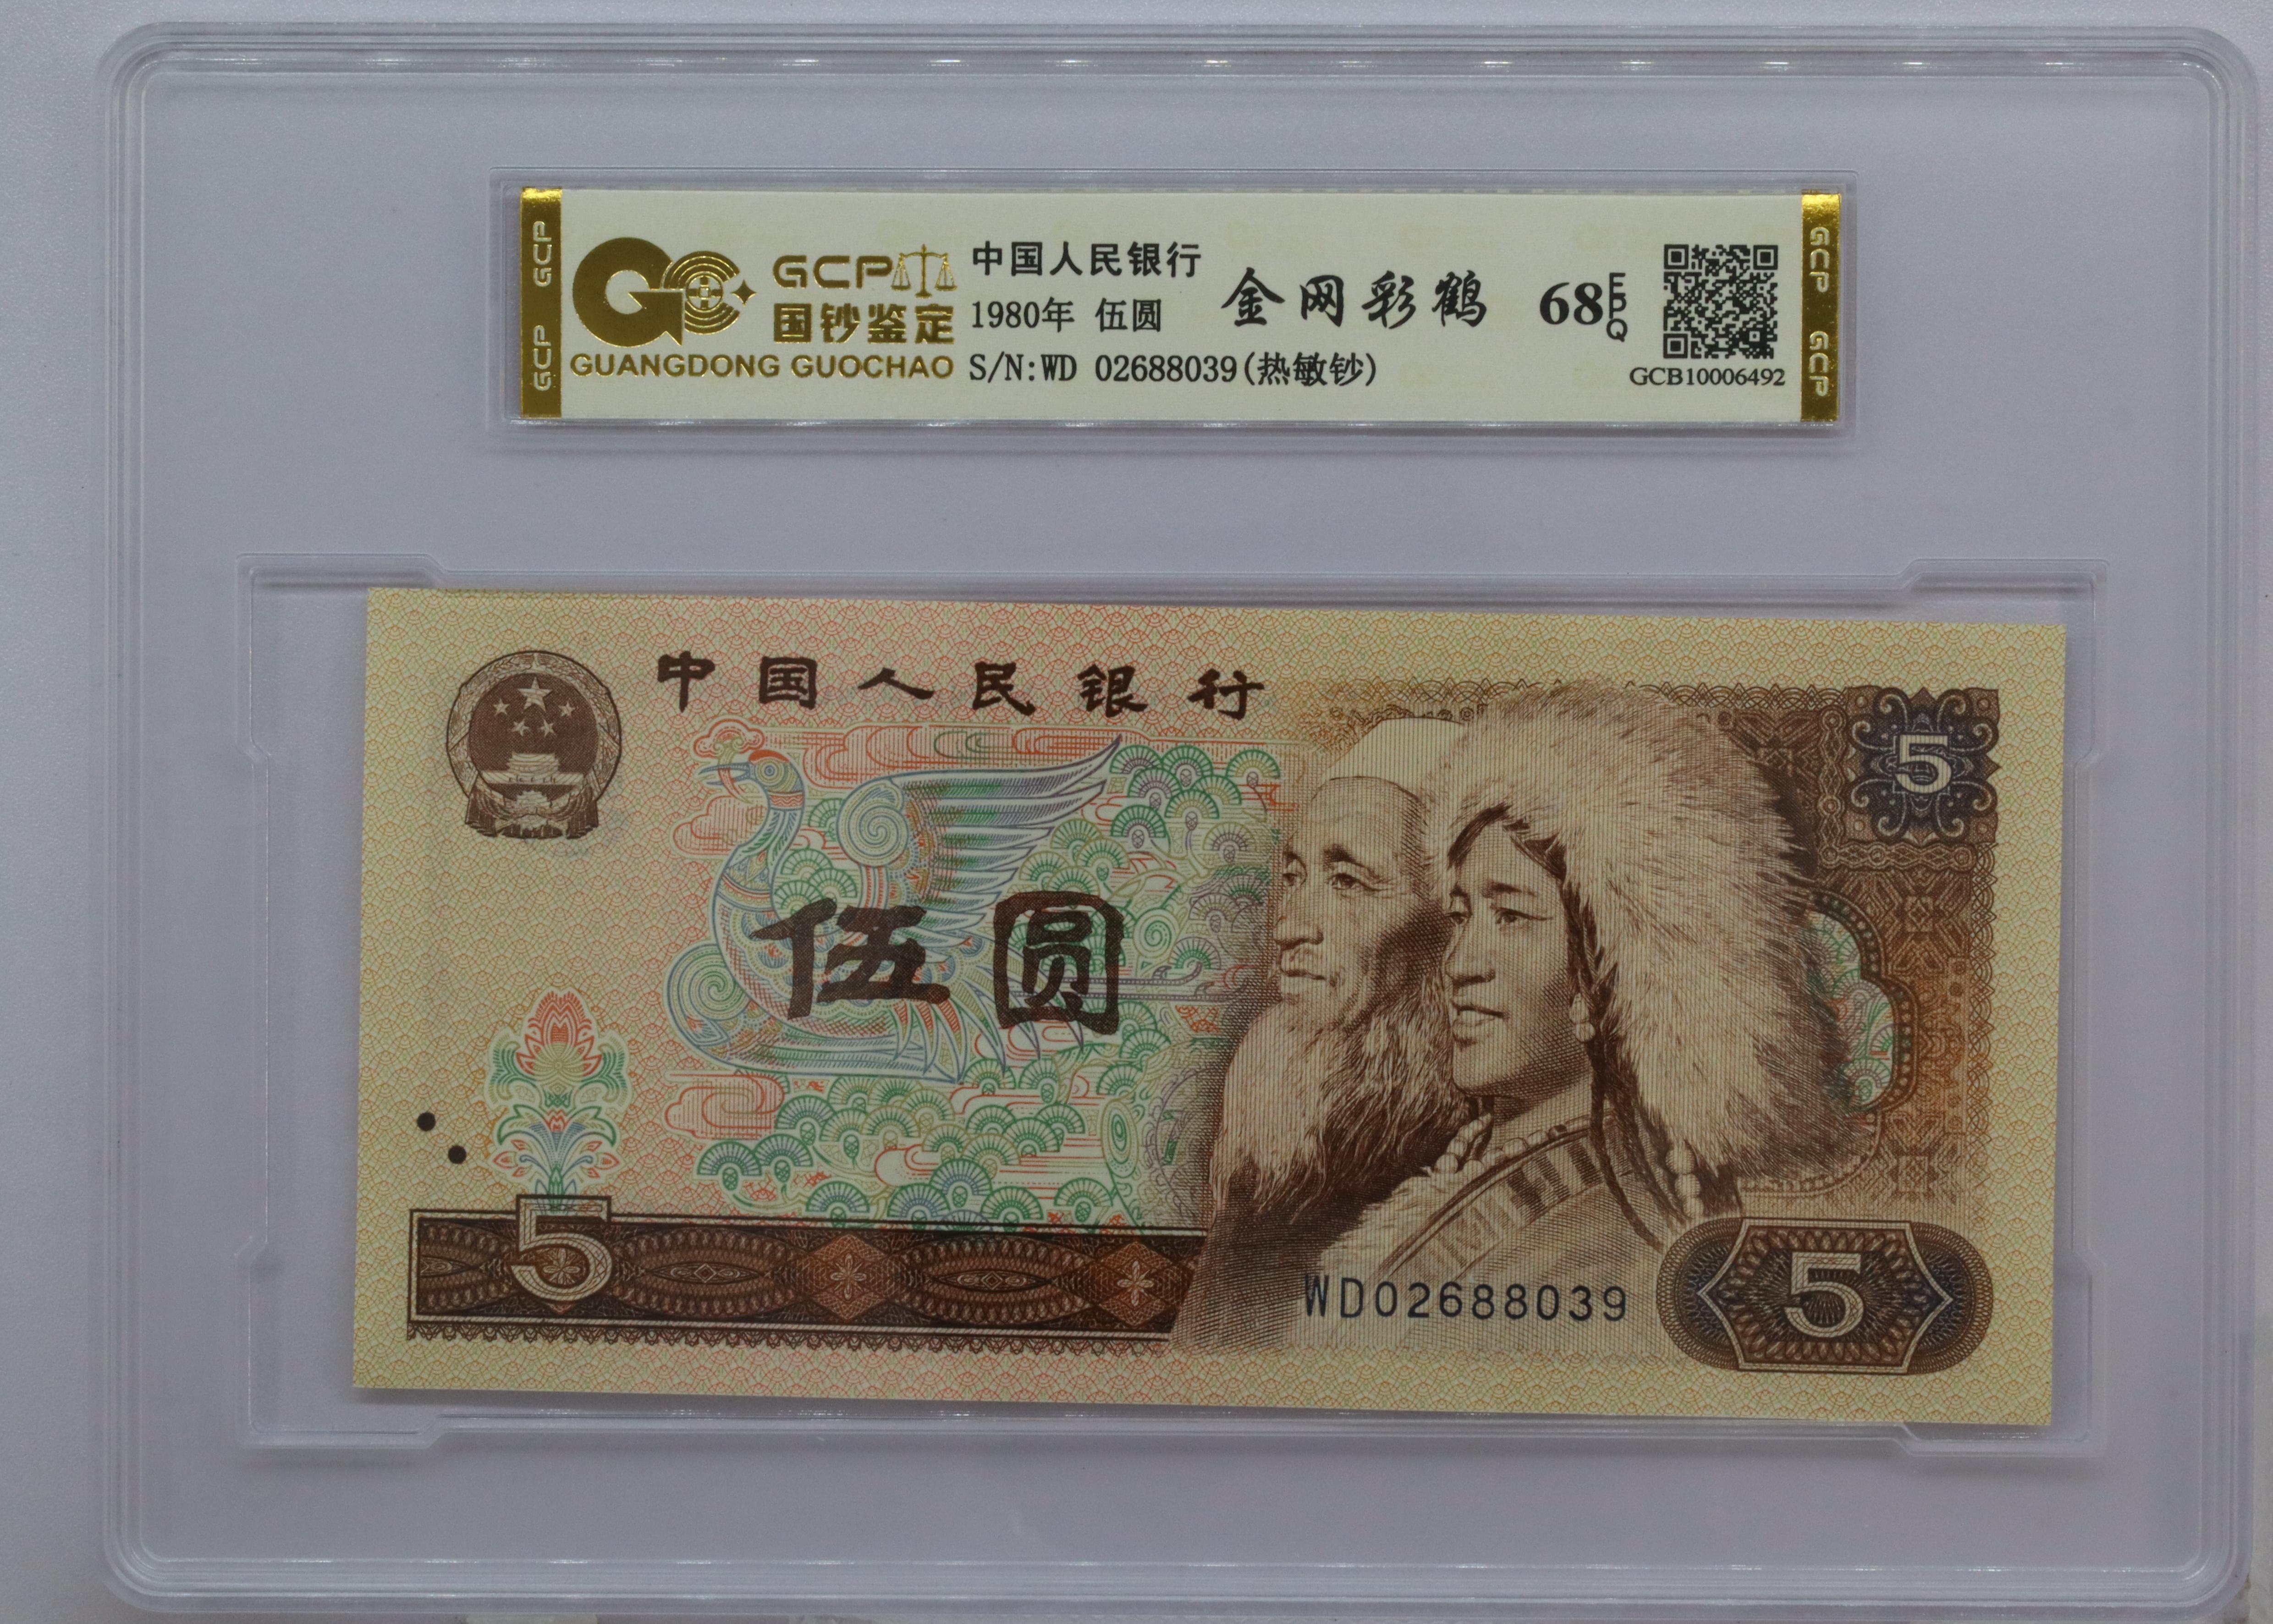 GCP GCP
GCP
国钞鉴定
GUANGDONG GUOCHAO
中国人民银行
1980年 伍圆
S/N:WD 02688039(热敏钞)
金网彩鹤
68 EPQ
GCB10006492
GCP GCP
中国人民银行
5
伍圆
5
WD02688039
5